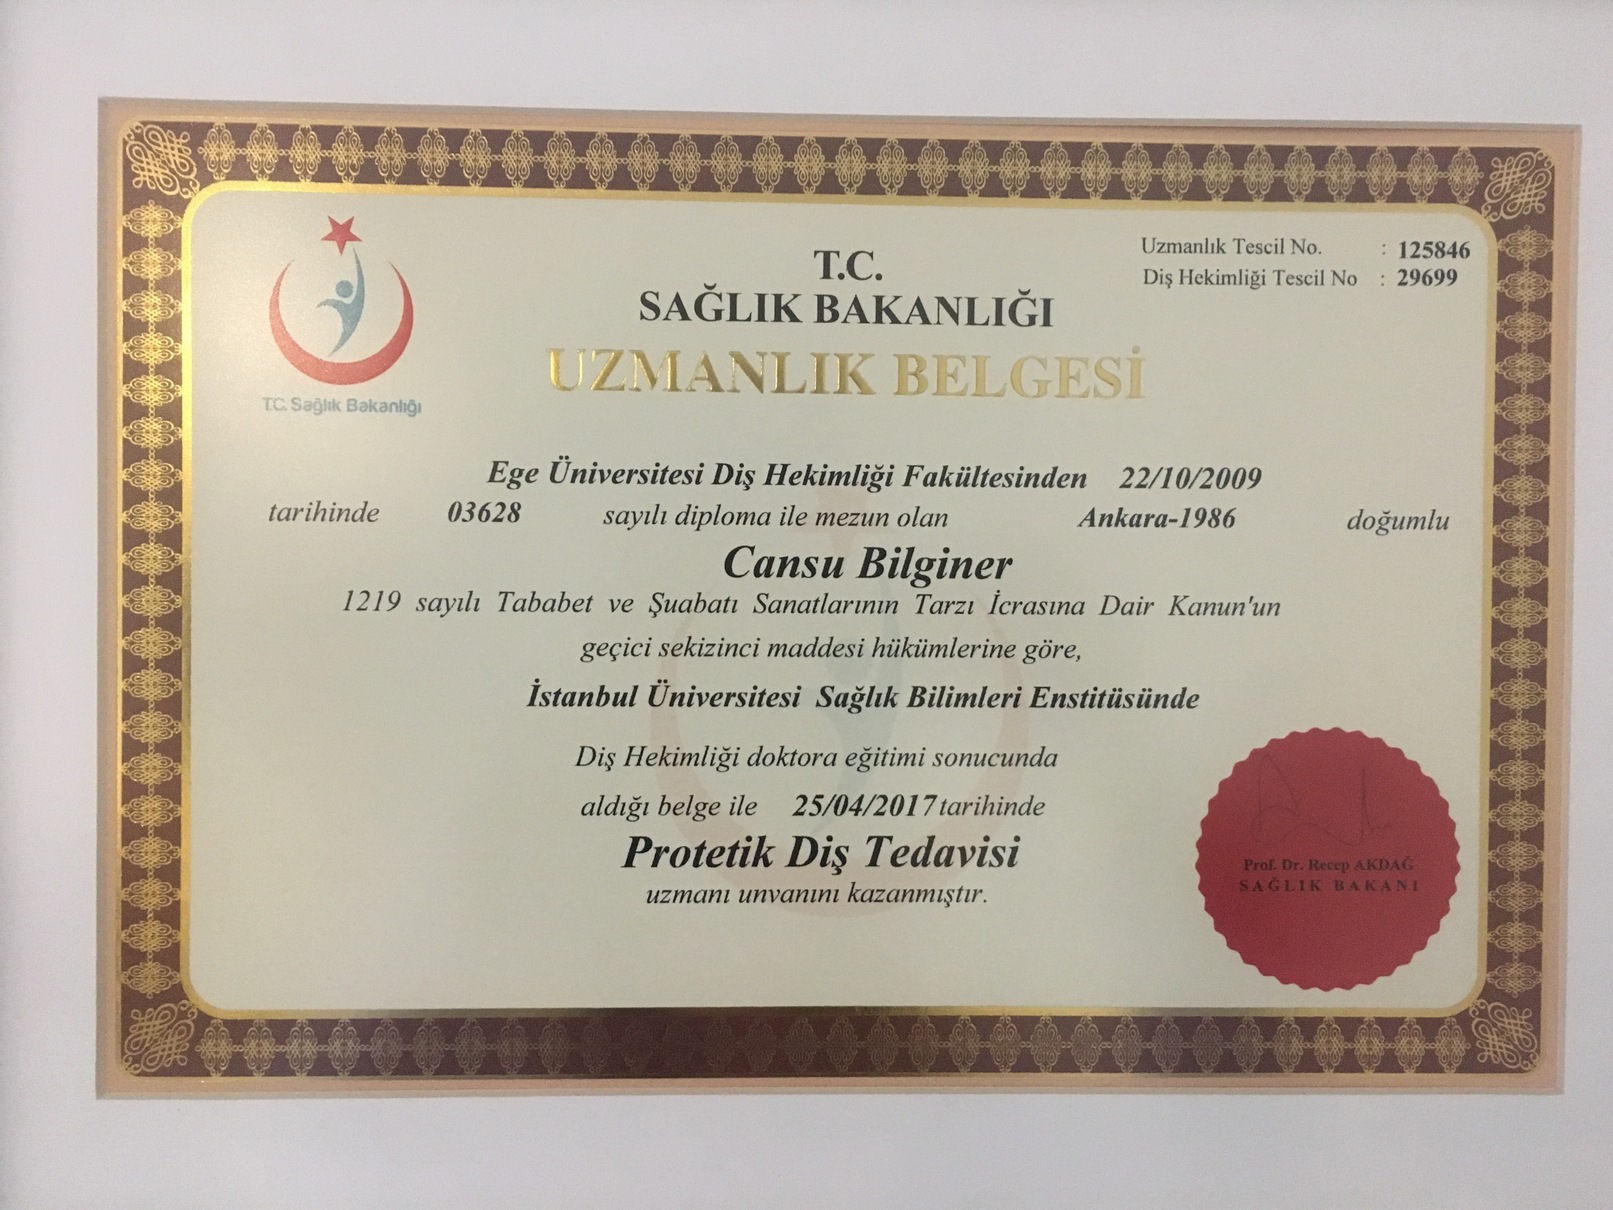 T.C. Sağlık Bakanlığı
T.C.
SAĞLIK BAKANLIĞI
UZMANLIK BELGESİ
Uzmanlık Tescil No. : 125846
Diş Hekimliği Tescil No : 29699
Ege Üniversitesi Diş Hekimliği Fakültesinden 22/10/2009
tarihinde 03628 sayılı diploma ile mezun olan Ankara-1986 doğumlu
Cansu Bilginer
1219 sayılı Tababet ve Şuabatı Sanatlarının Tarzı İcrasına Dair Kanun'un
geçici sekizinci maddesi hükümlerine göre,
İstanbul Üniversitesi Sağlık Bilimleri Enstitüsünde
Diş Hekimliği doktora eğitimi sonucunda
aldığı belge ile 25/04/2017 tarihinde
Protetik Diş Tedavisi
uzmanı unvanını kazanmıştır.
Prof. Dr. Recep AKDAĞ
SAĞLIK BAKANI